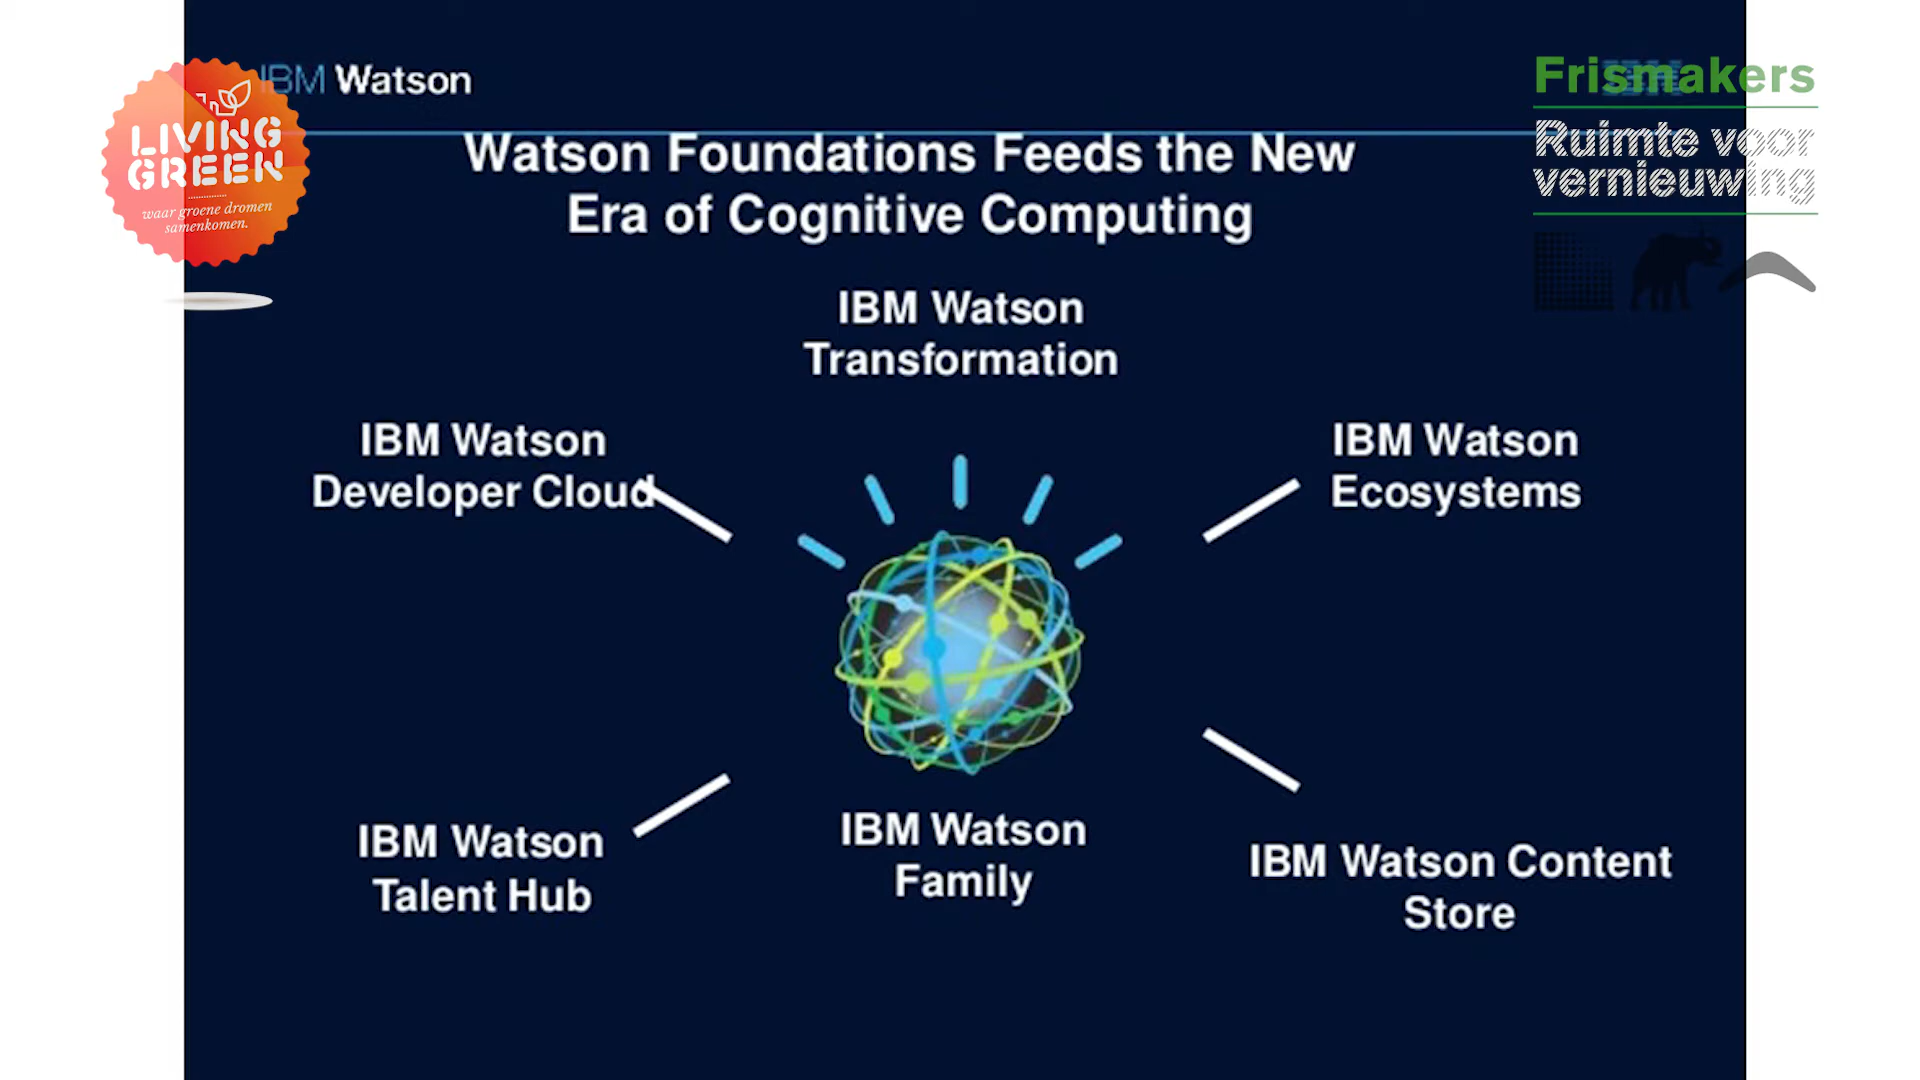 IBM Watson
LIVING
GREEN
waar groene dromen
samenkomen.
Frismakers
IBM
Ruimte voor
vernieuwing
Watson Foundations Feeds the New
Era of Cognitive Computing
IBM Watson
Transformation
IBM Watson
Developer Cloud
IBM Watson
Ecosystems
IBM Watson
Talent Hub
IBM Watson
Family
IBM Watson Content
Store